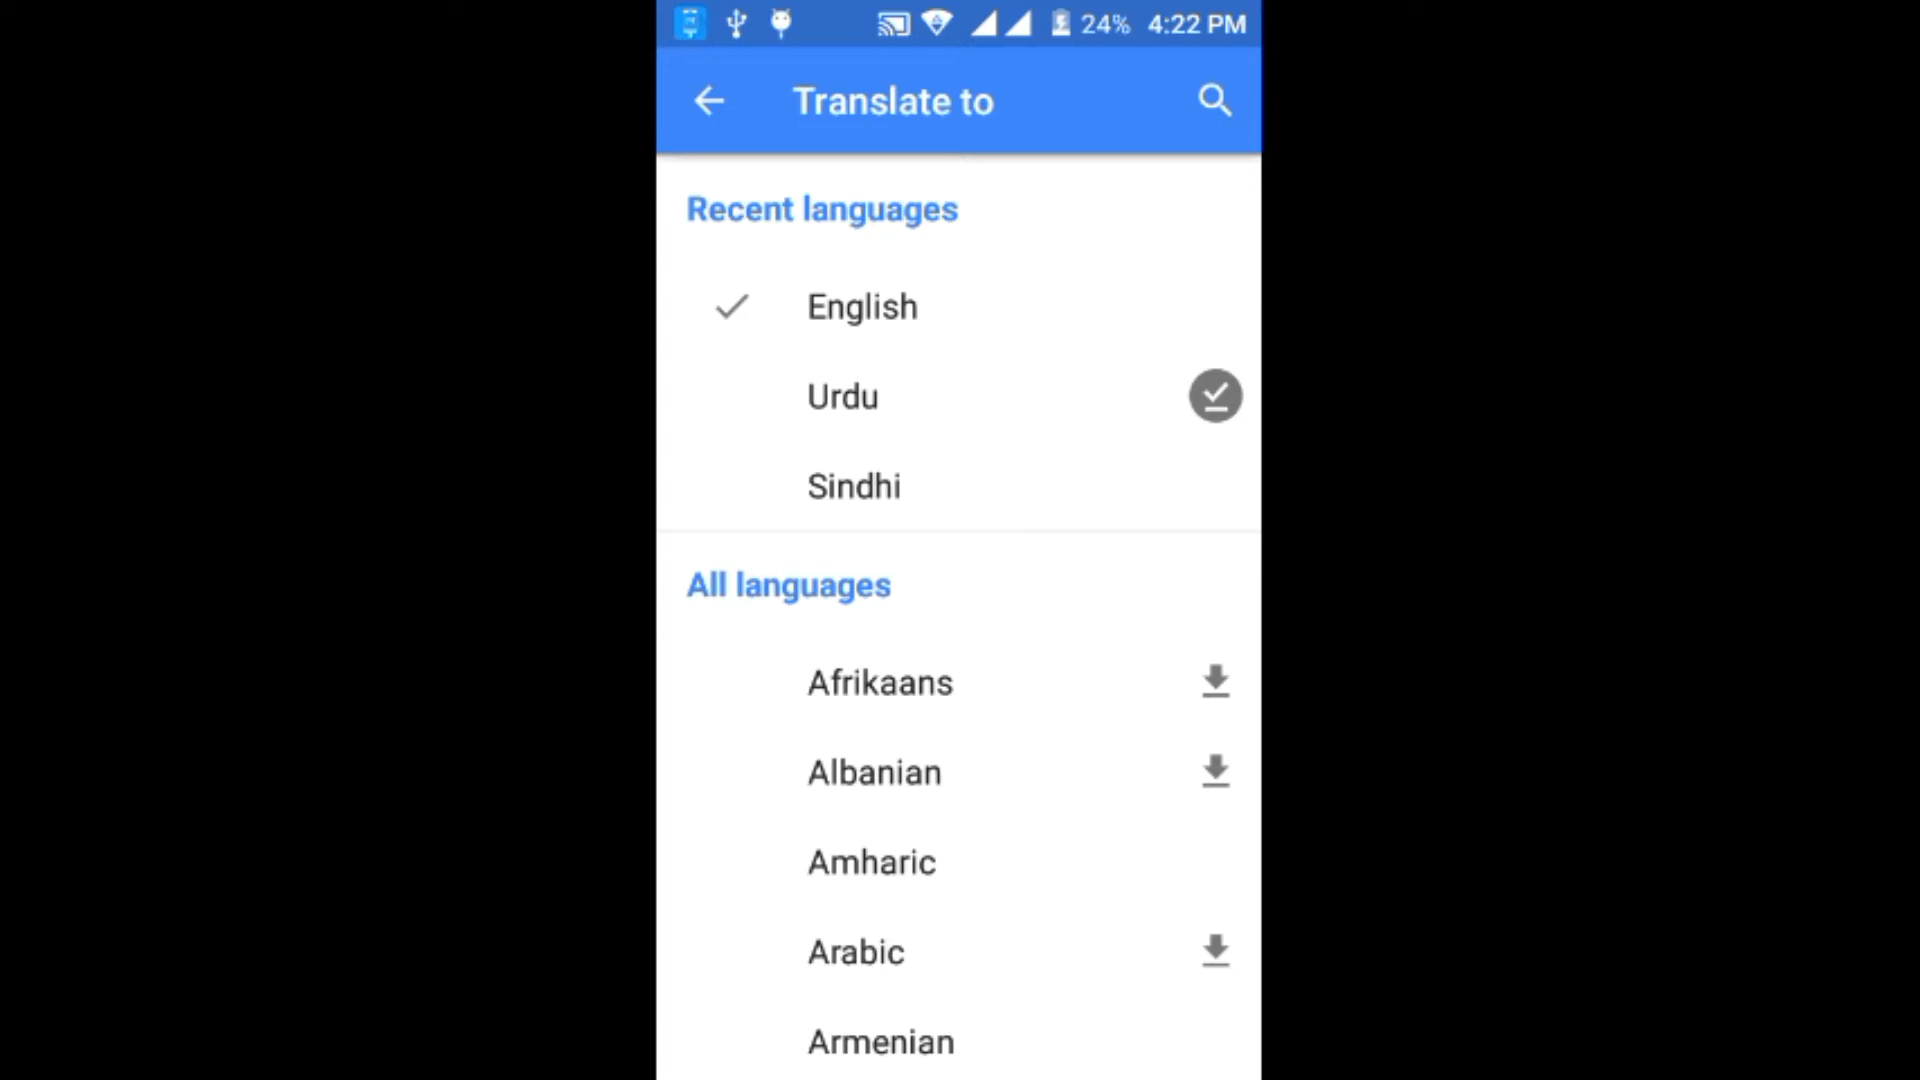 24% 4:22 PM
Translate to
Recent languages
English
Urdu
Sindhi
All languages
Afrikaans
Albanian
Amharic
Arabic
Armenian